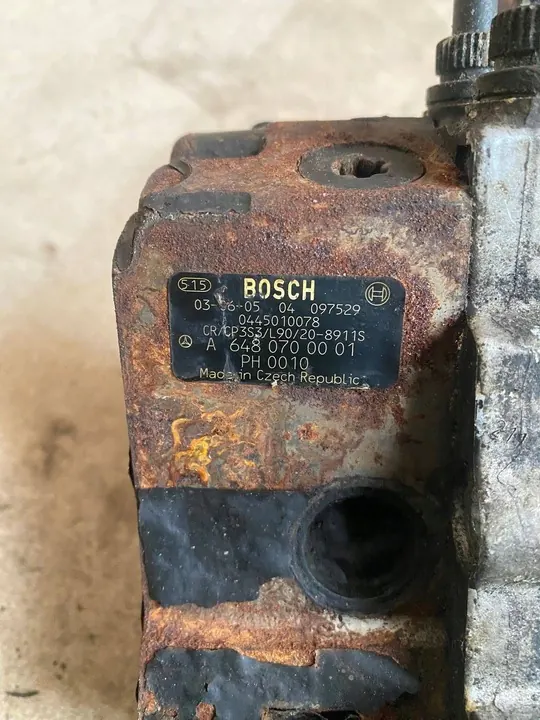 515 BOSCH
03-06-05 04 097529
0445010078
CR/CP3S3/L90/20-8911S
A 648 070 00 01
PH 0010
Made in Czech Republic